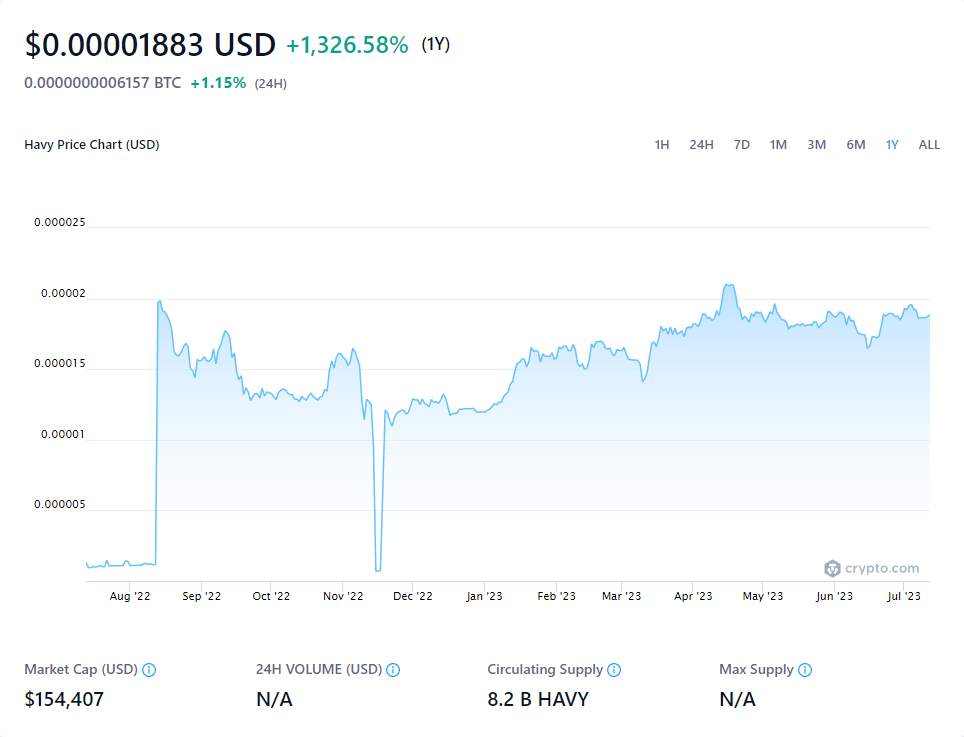 $0.00001883 USD +1,326.58% (1Y)
0.0000000006157 BTC +1.15% (24H)
Havy Price Chart (USD) 1H 24H 7D 1M 3M 6M 1Y ALL
0.000025
0.00002
0.000015
0.00001
0.000005
crypto.com
Aug '22 Sep '22 Oct '22 Nov '22 Dec '22 Jan '23 Feb '23 Mar '23 Apr '23 May '23 Jun '23 Jul '23
Market Cap (USD) 24H VOLUME (USD) Circulating Supply Max Supply
$154,407 N/A 8.2 B HAVY N/A